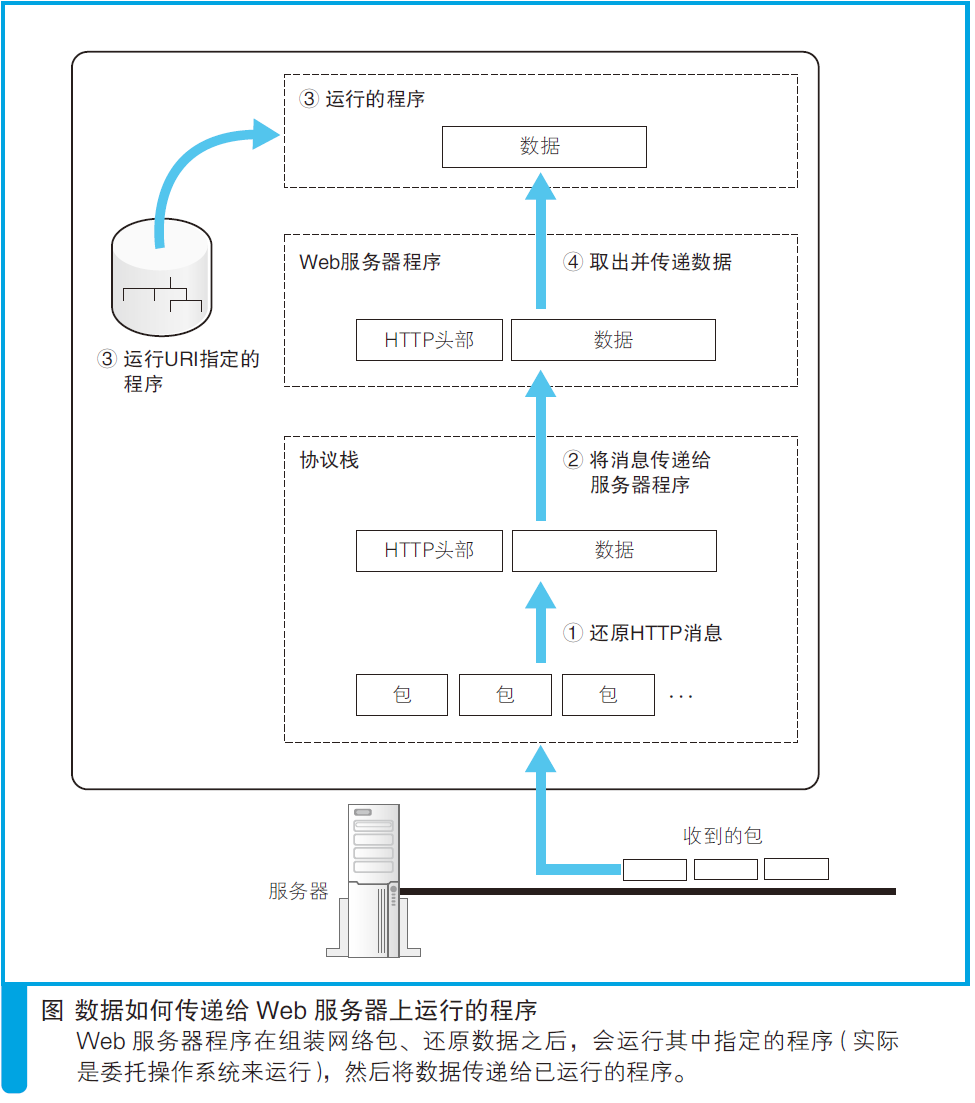 ③ 运行的程序
数据
Web服务器程序
④ 取出并传递数据
HTTP头部
数据
③ 运行URI指定的
程序
协议栈
② 将消息传递给
服务器程序
HTTP头部
数据
① 还原HTTP消息
包
包
包
···
收到的包
服务器
图 数据如何传递给 Web 服务器上运行的程序
Web 服务器程序在组装网络包、还原数据之后，会运行其中指定的程序（实际
是委托操作系统来运行），然后将数据传递给已运行的程序。